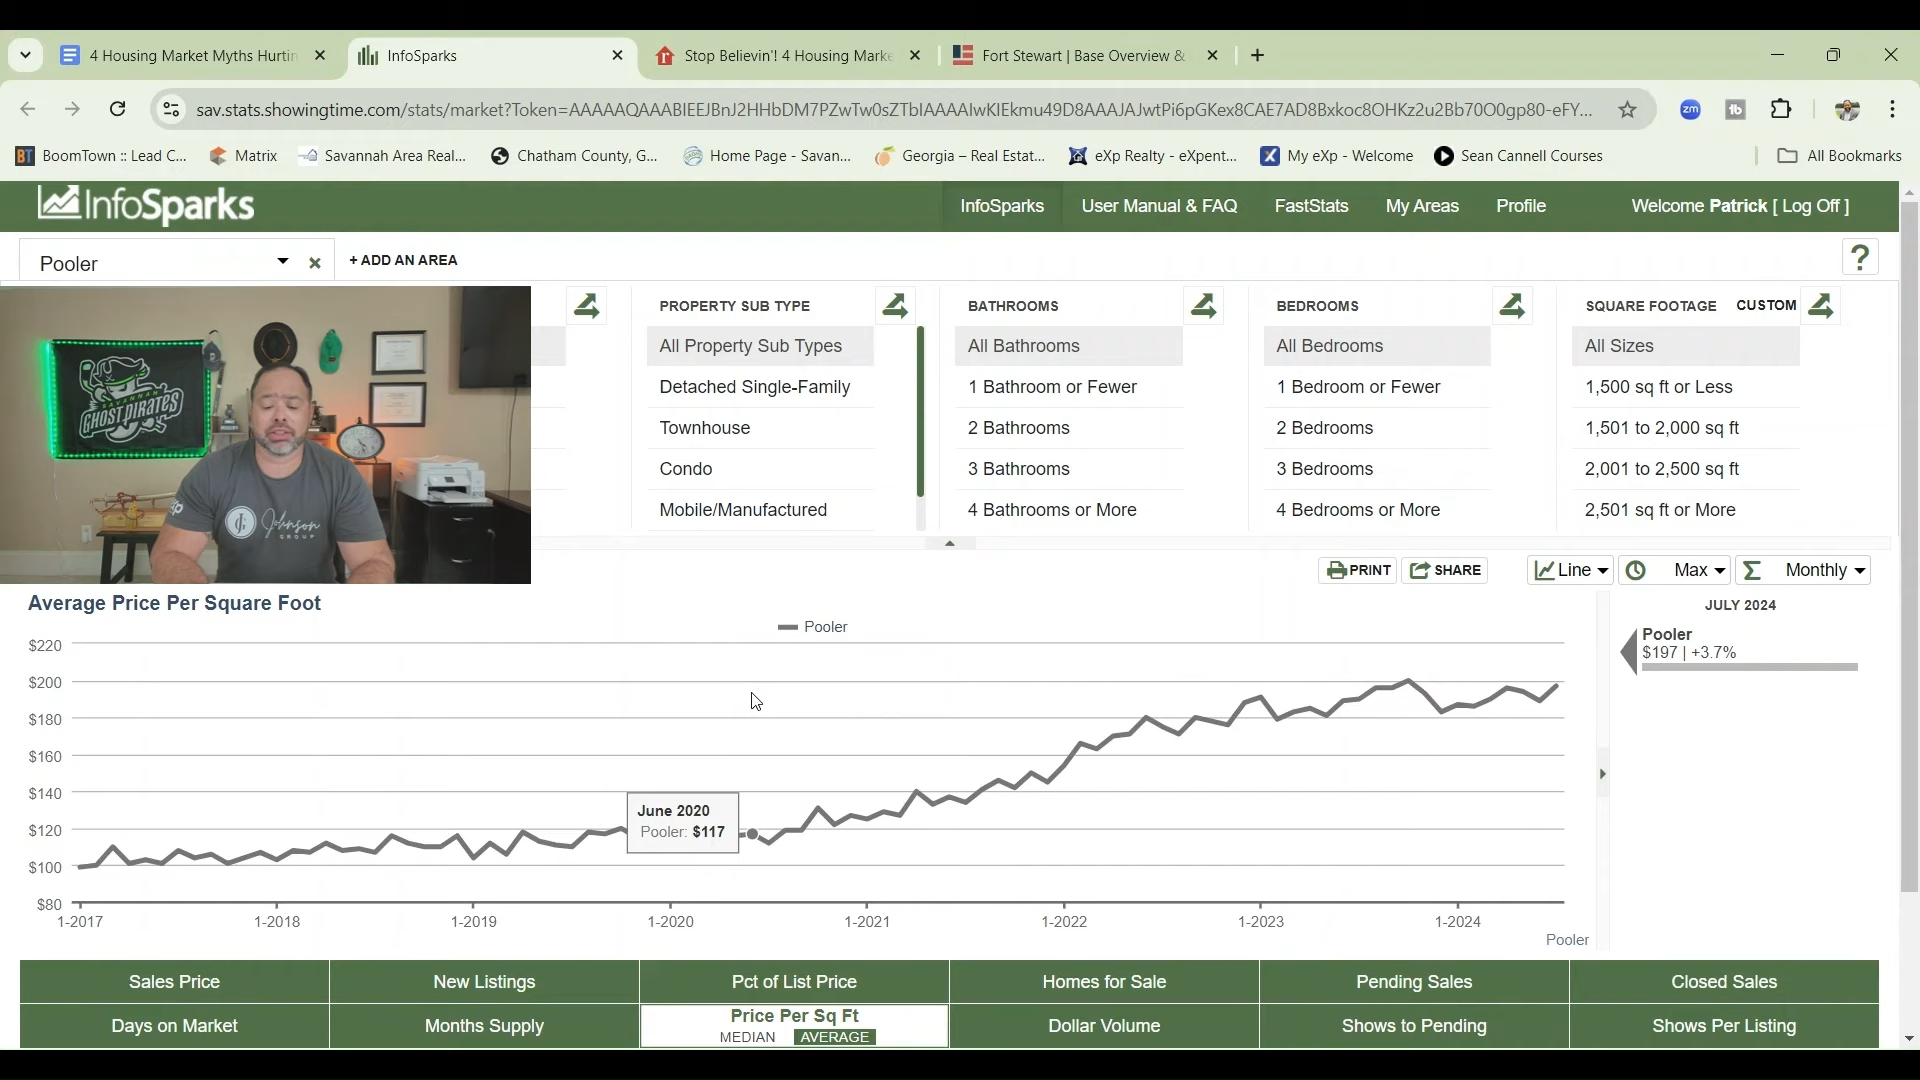 4 Housing Market Myths Hurtin
InfoSparks
Stop Believin'! 4 Housing Marke
Fort Stewart | Base Overview &
sav.stats.showingtime.com/stats/market?Token=AAAAAQAAABIEEJBnJ2HHbDM7PZwTw0sZTbIAAAAIwKIEkmu49D8AAAJAJwtPi6pGKex8CAE7AD8Bxkoc8OHKz2u2Bb70O0gp80-eFY...
zm
tb
BT BoomTown :: Lead C...
Matrix
Savannah Area Real...
Chatham County, G...
Home Page - Savan...
Georgia – Real Estat...
eXp Realty - eXpent...
My eXp - Welcome
Sean Cannell Courses
All Bookmarks
InfoSparks
InfoSparks
User Manual & FAQ
FastStats
My Areas
Profile
Welcome Patrick [ Log Off ]
Pooler
+ ADD AN AREA
?
PROPERTY SUB TYPE
All Property Sub Types
Detached Single-Family
Townhouse
Condo
Mobile/Manufactured
BATHROOMS
All Bathrooms
1 Bathroom or Fewer
2 Bathrooms
3 Bathrooms
4 Bathrooms or More
BEDROOMS
All Bedrooms
1 Bedroom or Fewer
2 Bedrooms
3 Bedrooms
4 Bedrooms or More
SQUARE FOOTAGE CUSTOM
All Sizes
1,500 sq ft or Less
1,501 to 2,000 sq ft
2,001 to 2,500 sq ft
2,501 sq ft or More
SAVANNAH
GHOST PIRATES
JG Johnson
GROUP
PRINT
SHARE
Line
Max
Monthly
Average Price Per Square Foot
Pooler
JULY 2024
Pooler
$197 | +3.7%
$220
$200
$180
$160
$140
$120
$100
$80
June 2020
Pooler: $117
1-2017
1-2018
1-2019
1-2020
1-2021
1-2022
1-2023
1-2024
Pooler
Sales Price
New Listings
Pct of List Price
Homes for Sale
Pending Sales
Closed Sales
Days on Market
Months Supply
Price Per Sq Ft
MEDIAN AVERAGE
Dollar Volume
Shows to Pending
Shows Per Listing